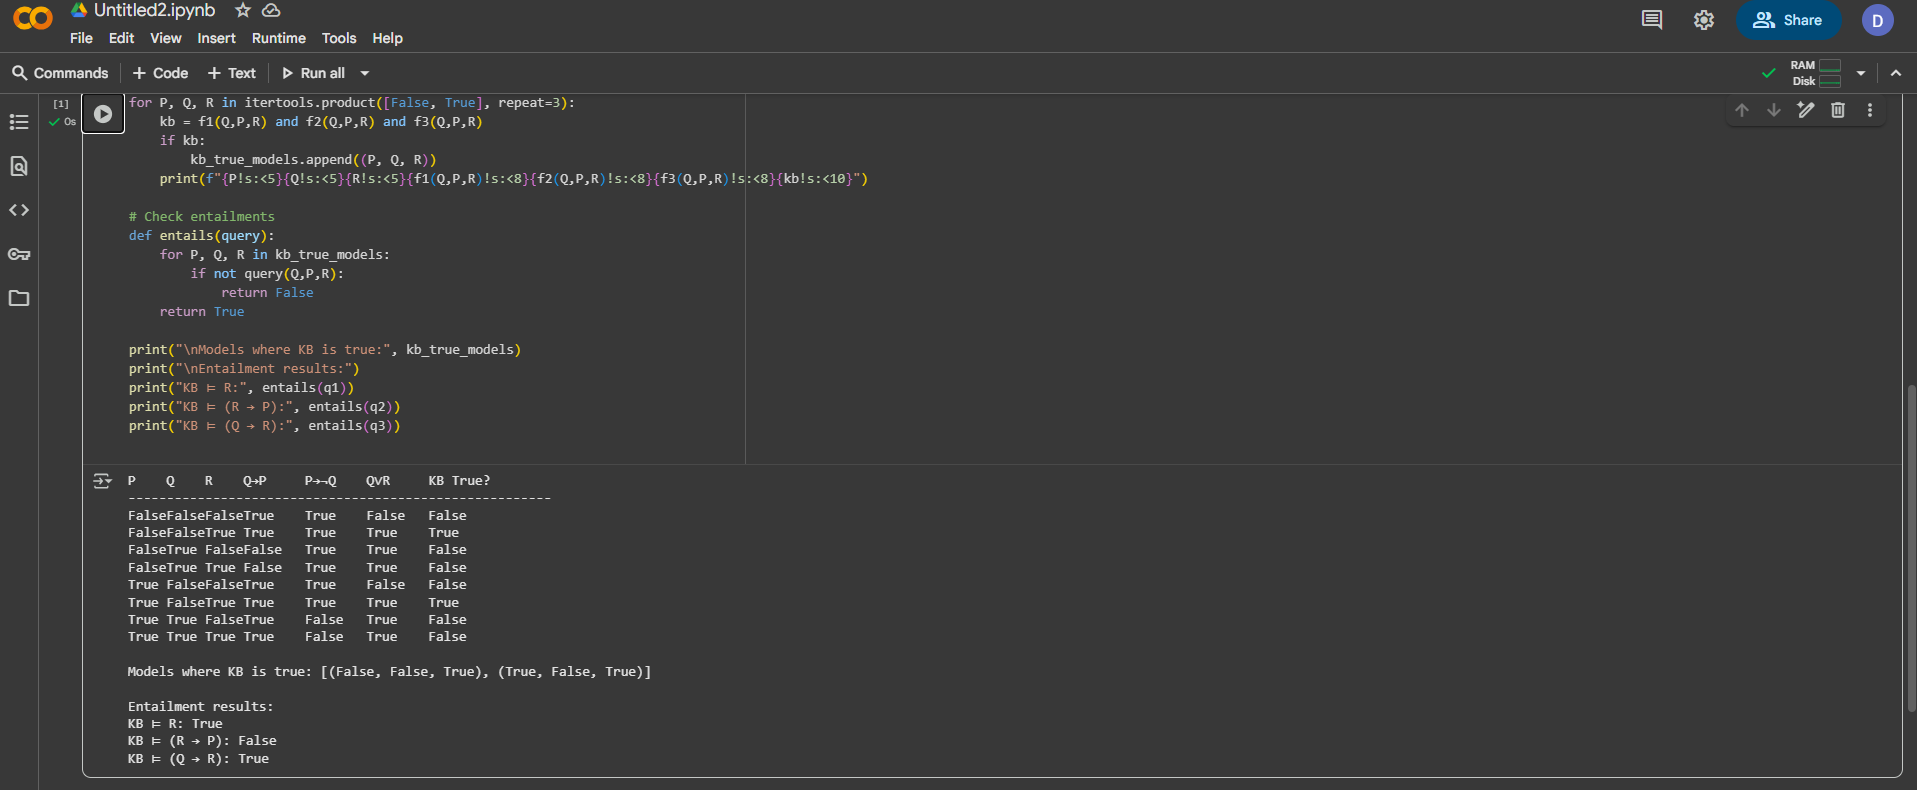 Untitled2.ipynb
File Edit View Insert Runtime Tools Help
Share
D
Commands + Code + Text Run all
RAM
Disk
[1]
0s
for P, Q, R in itertools.product([False, True], repeat=3):
    kb = f1(Q,P,R) and f2(Q,P,R) and f3(Q,P,R)
    if kb:
        kb_true_models.append((P, Q, R))
    print(f"{P!s:<5}{Q!s:<5}{R!s:<5}{f1(Q,P,R)!s:<8}{f2(Q,P,R)!s:<8}{f3(Q,P,R)!s:<8}{kb!s:<10}")
# Check entailments
def entails(query):
    for P, Q, R in kb_true_models:
        if not query(Q,P,R):
            return False
    return True
print("\nModels where KB is true:", kb_true_models)
print("\nEntailment results:")
print("KB ⊨ R:", entails(q1))
print("KB ⊨ (R → P):", entails(q2))
print("KB ⊨ (Q → R):", entails(q3))
P    Q    R    Q→P     P→¬Q    Q∨R     KB True?
-------------------------------------------------------
FalseFalseFalseTrue    True    False   False
FalseFalseTrue True    True    True    True
FalseTrue FalseFalse   True    True    False
FalseTrue True False   True    True    False
True FalseFalseTrue    True    False   False
True FalseTrue True    True    True    True
True True FalseTrue    False   True    False
True True True True    False   True    False
Models where KB is true: [(False, False, True), (True, False, True)]
Entailment results:
KB ⊨ R: True
KB ⊨ (R → P): False
KB ⊨ (Q → R): True